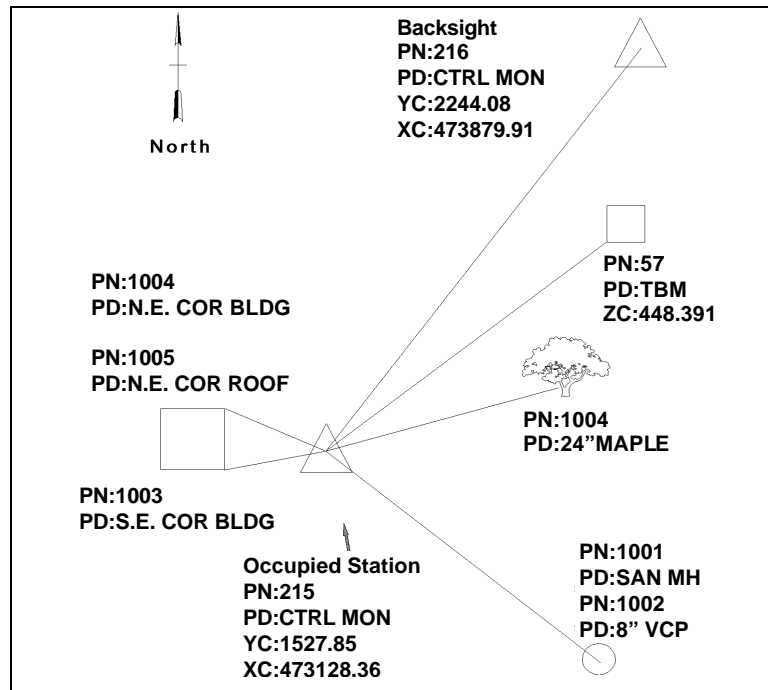 Backsight
PN:216
PD:CTRL MON
YC:2244.08
XC:473879.91
North
PN:57
PD:TBM
ZC:448.391
PN:1004
PD:N.E. COR BLDG
PN:1005
PD:N.E. COR ROOF
PN:1004
PD:24”MAPLE
PN:1003
PD:S.E. COR BLDG
Occupied Station
PN:215
PD:CTRL MON
YC:1527.85
XC:473128.36
PN:1001
PD:SAN MH
PN:1002
PD:8” VCP